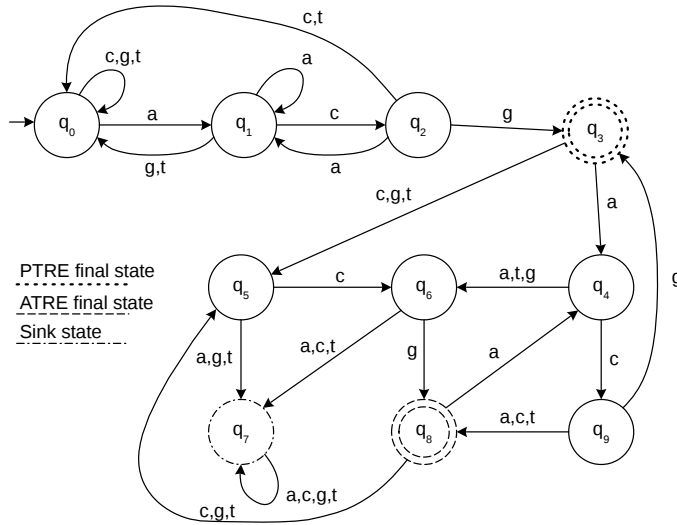 c,t
c,g,t
a
q0
a
q1
c
q2
g
q3
g,t
a
c,g,t
a
PTRE final state
ATRE final state
Sink state
q5
c
q6
a,t,g
q4
g
a,g,t
a,c,t
g
a
c
q7
q8
a,c,t
q9
a,c,g,t
c,g,t